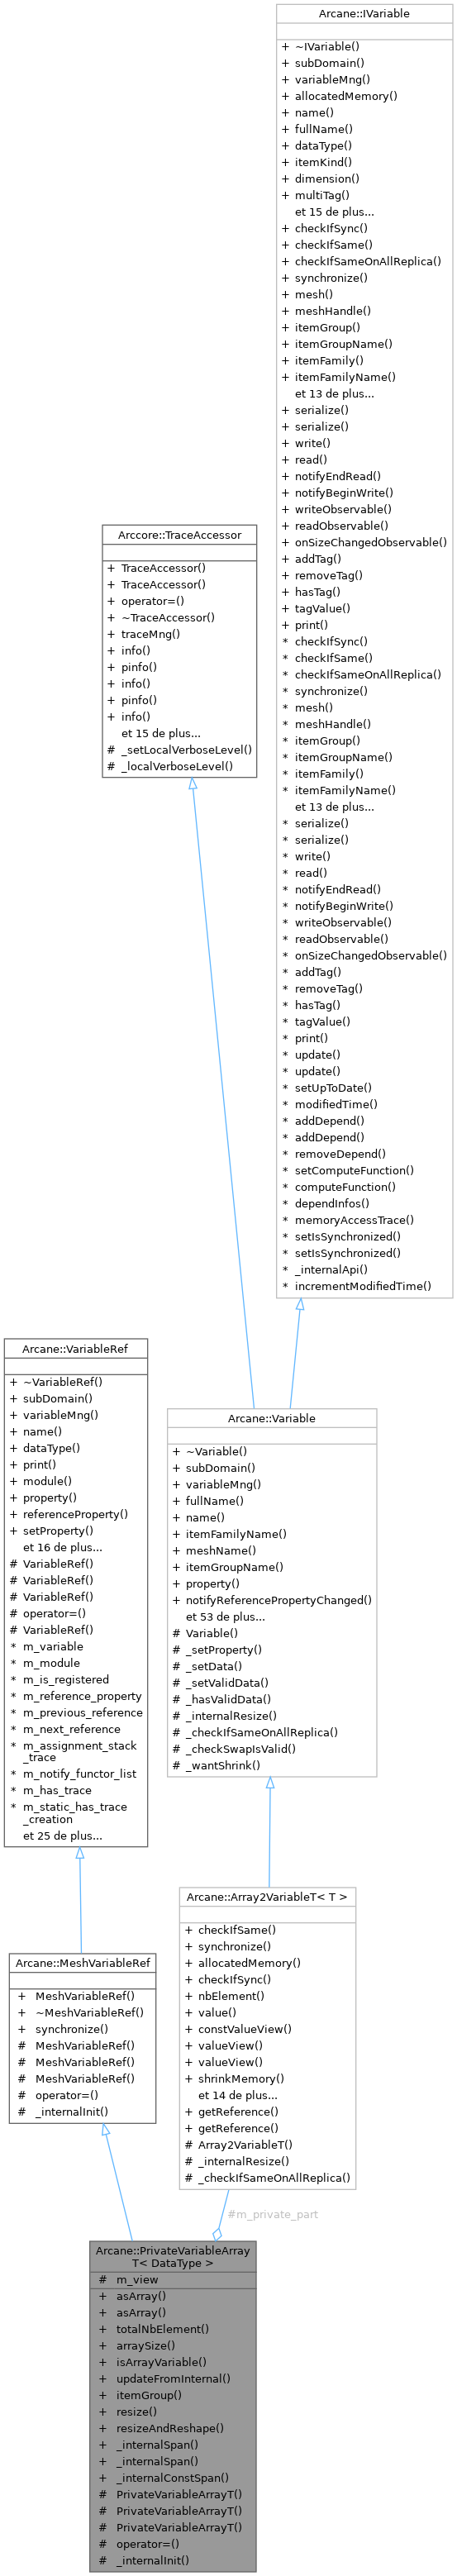 Arcane::IVariable
+ ~IVariable()
+ subDomain()
+ variableMng()
+ allocatedMemory()
+ name()
+ fullName()
+ dataType()
+ itemKind()
+ dimension()
+ multiTag()
et 15 de plus...
+ checkIfSync()
+ checkIfSame()
+ checkIfSameOnAllReplica()
+ synchronize()
+ mesh()
+ meshHandle()
+ itemGroup()
+ itemGroupName()
+ itemFamily()
+ itemFamilyName()
et 13 de plus...
+ serialize()
+ serialize()
+ write()
+ read()
+ notifyEndRead()
+ notifyBeginWrite()
+ writeObservable()
+ readObservable()
+ onSizeChangedObservable()
+ addTag()
+ removeTag()
+ hasTag()
+ tagValue()
+ print()
* checkIfSync()
* checkIfSame()
* checkIfSameOnAllReplica()
* synchronize()
* mesh()
* meshHandle()
* itemGroup()
* itemGroupName()
* itemFamily()
* itemFamilyName()
et 13 de plus...
* serialize()
* serialize()
* write()
* read()
* notifyEndRead()
* notifyBeginWrite()
* writeObservable()
* readObservable()
* onSizeChangedObservable()
* addTag()
* removeTag()
* hasTag()
* tagValue()
* print()
* update()
* update()
* setUpToDate()
* modifiedTime()
* addDepend()
* addDepend()
* removeDepend()
* setComputeFunction()
* computeFunction()
* dependInfos()
* memoryAccessTrace()
* setIsSynchronized()
* setIsSynchronized()
* _internalApi()
* incrementModifiedTime()
Arccore::TraceAccessor
+ TraceAccessor()
+ TraceAccessor()
+ operator=()
+ ~TraceAccessor()
+ traceMng()
+ info()
+ pinfo()
+ info()
+ pinfo()
+ info()
et 15 de plus...
# _setLocalVerboseLevel()
# _localVerboseLevel()
Arcane::VariableRef
+ ~VariableRef()
+ subDomain()
+ variableMng()
+ name()
+ dataType()
+ print()
+ module()
+ property()
+ referenceProperty()
+ setProperty()
et 16 de plus...
# VariableRef()
# VariableRef()
# VariableRef()
# operator=()
# VariableRef()
* m_variable
* m_module
* m_is_registered
* m_reference_property
* m_previous_reference
* m_next_reference
* m_assignment_stack
_trace
* m_notify_functor_list
* m_has_trace
* m_static_has_trace
_creation
et 25 de plus...
Arcane::Variable
+ ~Variable()
+ subDomain()
+ variableMng()
+ fullName()
+ name()
+ itemFamilyName()
+ meshName()
+ itemGroupName()
+ property()
+ notifyReferencePropertyChanged()
et 53 de plus...
# Variable()
# _setProperty()
# _setData()
# _setValidData()
# _hasValidData()
# _internalResize()
# _checkIfSameOnAllReplica()
# _checkSwapIsValid()
# _wantShrink()
Arcane::MeshVariableRef
+ MeshVariableRef()
+ ~MeshVariableRef()
+ synchronize()
# MeshVariableRef()
# MeshVariableRef()
# MeshVariableRef()
# operator=()
# _internalInit()
Arcane::Array2VariableT< T >
+ checkIfSame()
+ synchronize()
+ allocatedMemory()
+ checkIfSync()
+ nbElement()
+ value()
+ constValueView()
+ valueView()
+ valueView()
+ shrinkMemory()
et 14 de plus...
+ getReference()
+ getReference()
# Array2VariableT()
# _internalResize()
# _checkIfSameOnAllReplica()
#m_private_part
Arcane::PrivateVariableArray
T< DataType >
# m_view
+ asArray()
+ asArray()
+ totalNbElement()
+ arraySize()
+ isArrayVariable()
+ updateFromInternal()
+ itemGroup()
+ resize()
+ resizeAndReshape()
+ _internalSpan()
+ _internalSpan()
+ _internalConstSpan()
# PrivateVariableArrayT()
# PrivateVariableArrayT()
# PrivateVariableArrayT()
# operator=()
# _internalInit()